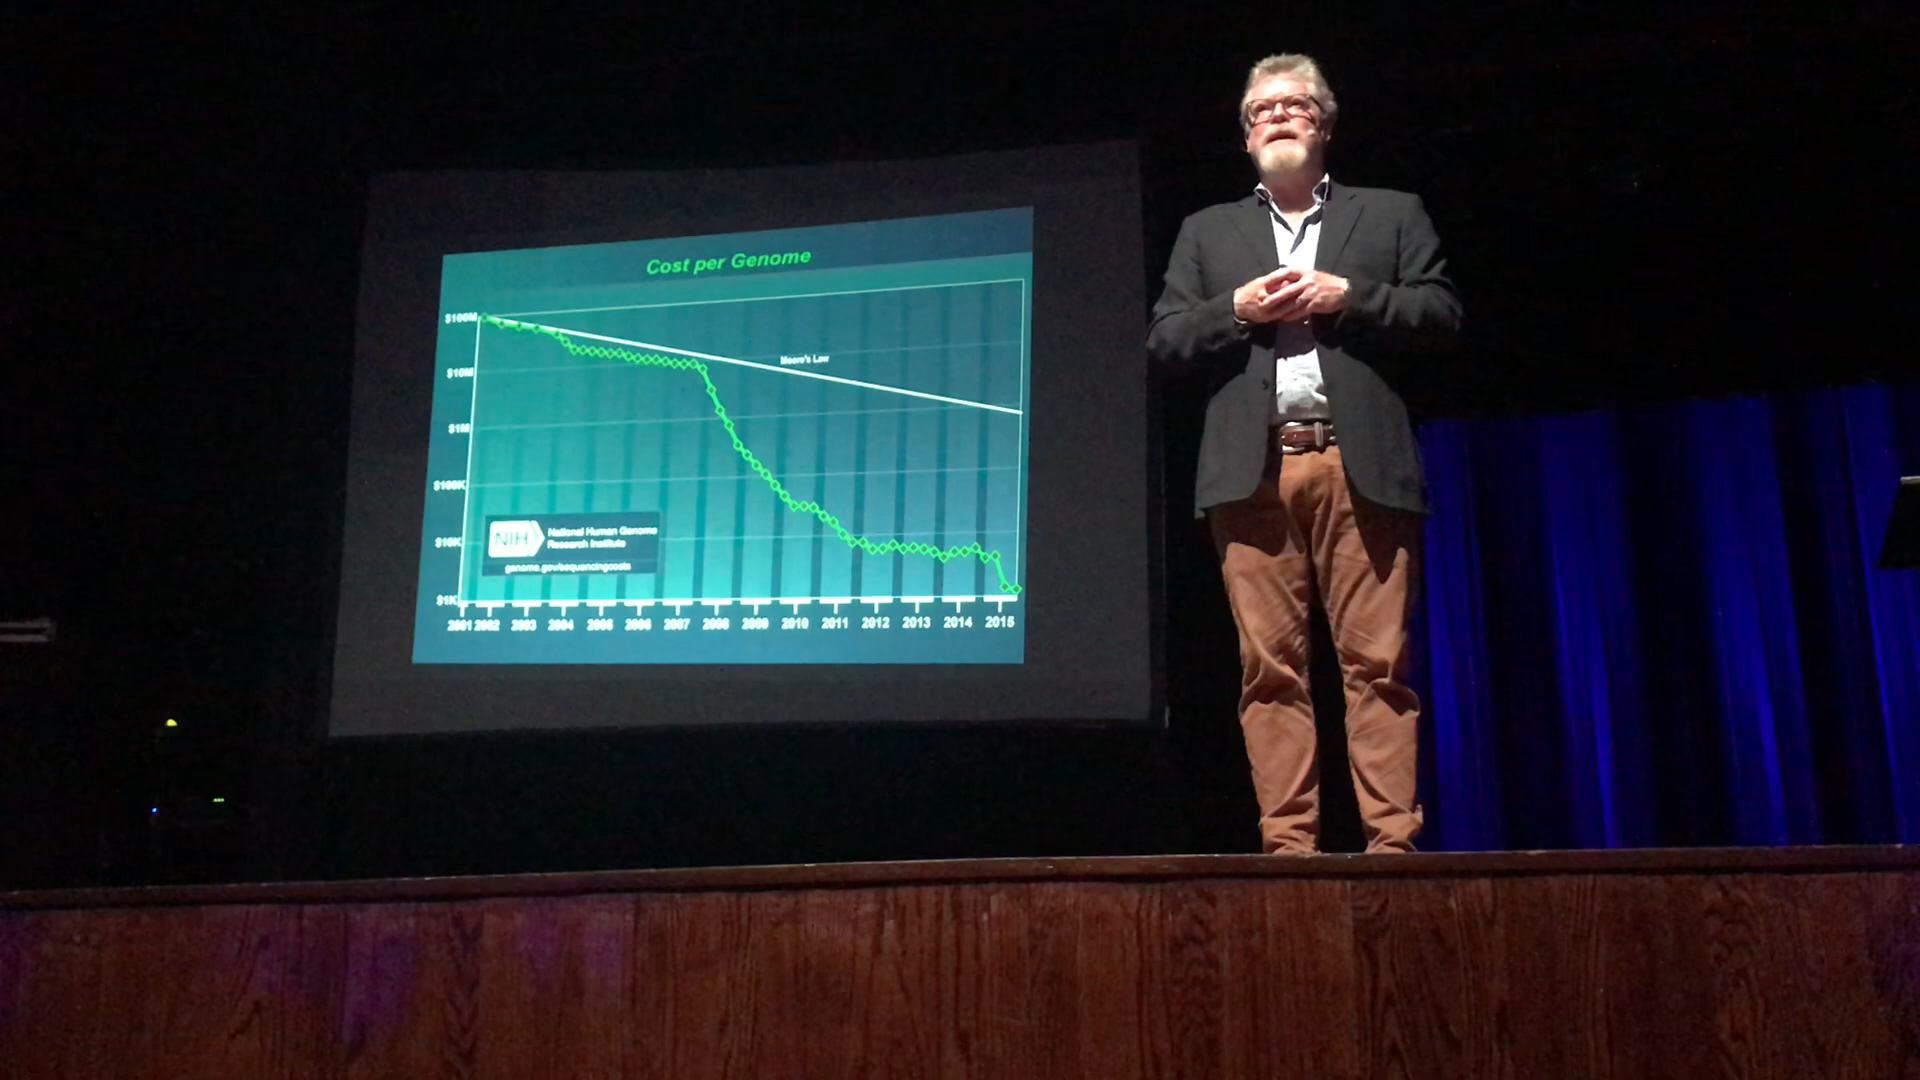 Cost per Genome
$100M
Moore's Law
$10M
$1M
$100K
$10K
NIH
National Human Genome
Research Institute
genome.gov/sequencingcosts
$1K
2001 2002 2003 2004 2005 2006 2007 2008 2009 2010 2011 2012 2013 2014 2015